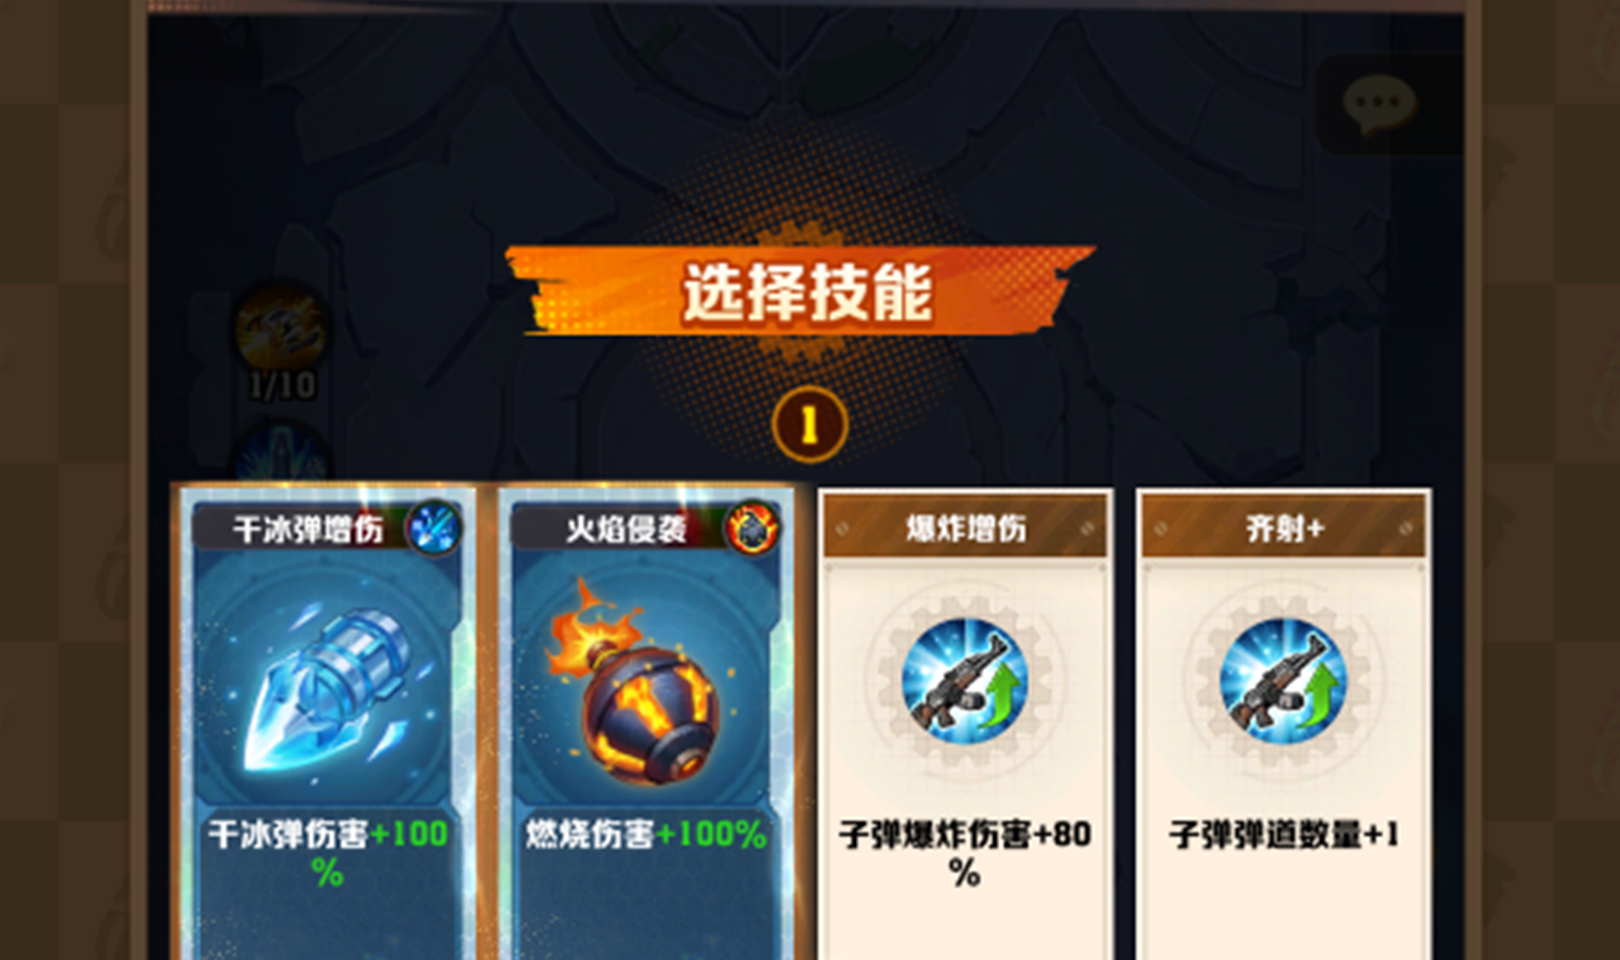 选择技能
1/10
1
干冰弹增伤
火焰侵袭
爆炸增伤
齐射+
干冰弹伤害+100
%
燃烧伤害+100%
子弹爆炸伤害+80
%
子弹弹道数量+1